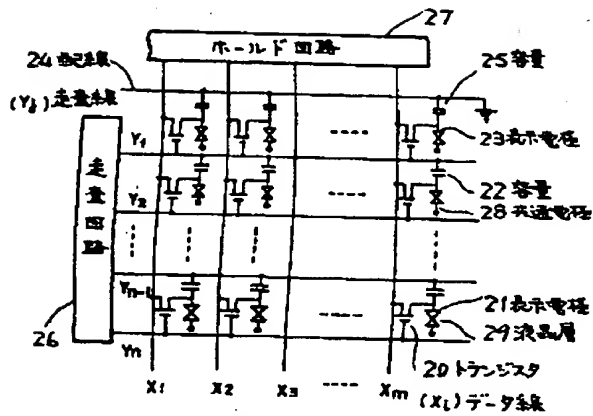 27
ホールド回路
24 配線
25 容量
(Yj) 走査線
23 表示電極
Y1
22 容量
走査回路
Y2
28 共通電極
Yn-1
21 表示電極
29 液晶層
26
20 トランジスタ
Yn
X1 X2 X3 Xm (Xi) データ線